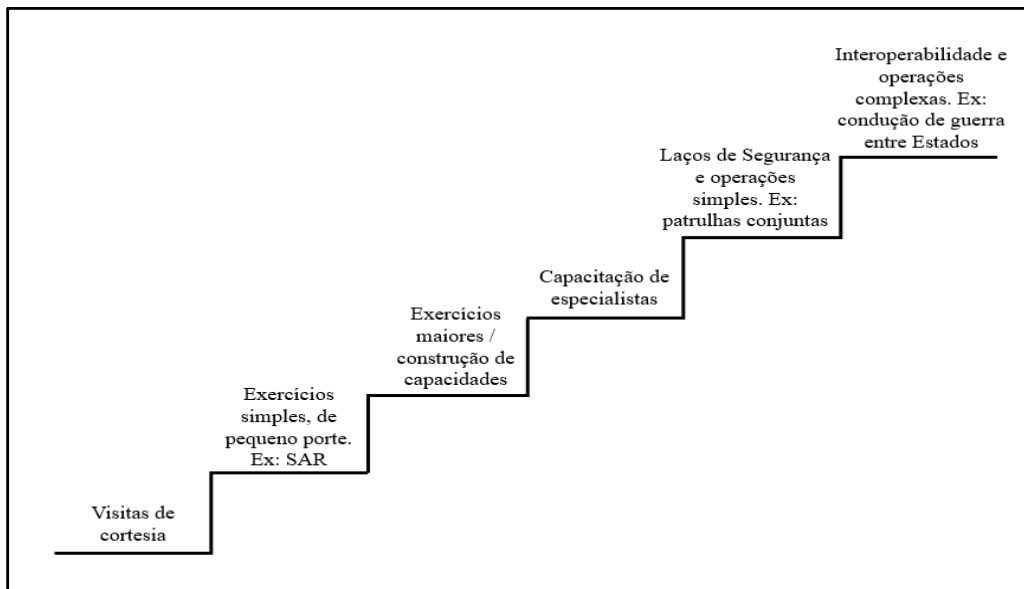 Visitas de
cortesia
Exercícios
simples, de
pequeno porte.
Ex: SAR
Exercícios
maiores /
construção de
capacidades
Capacitação de
especialistas
Laços de Segurança
e operações
simples. Ex:
patrulhas conjuntas
Interoperabilidade e
operações
complexas. Ex:
condução de guerra
entre Estados